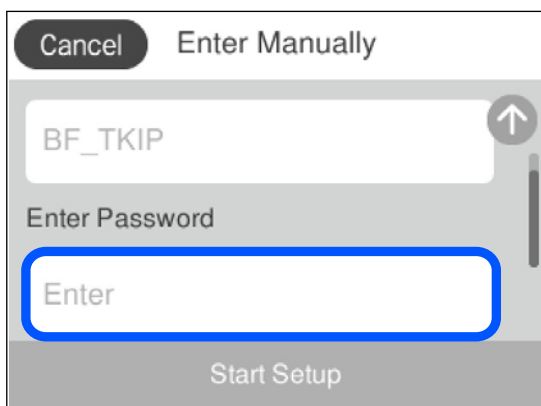 Cancel Enter Manually
BF_TKIP
Enter Password
Enter
Start Setup